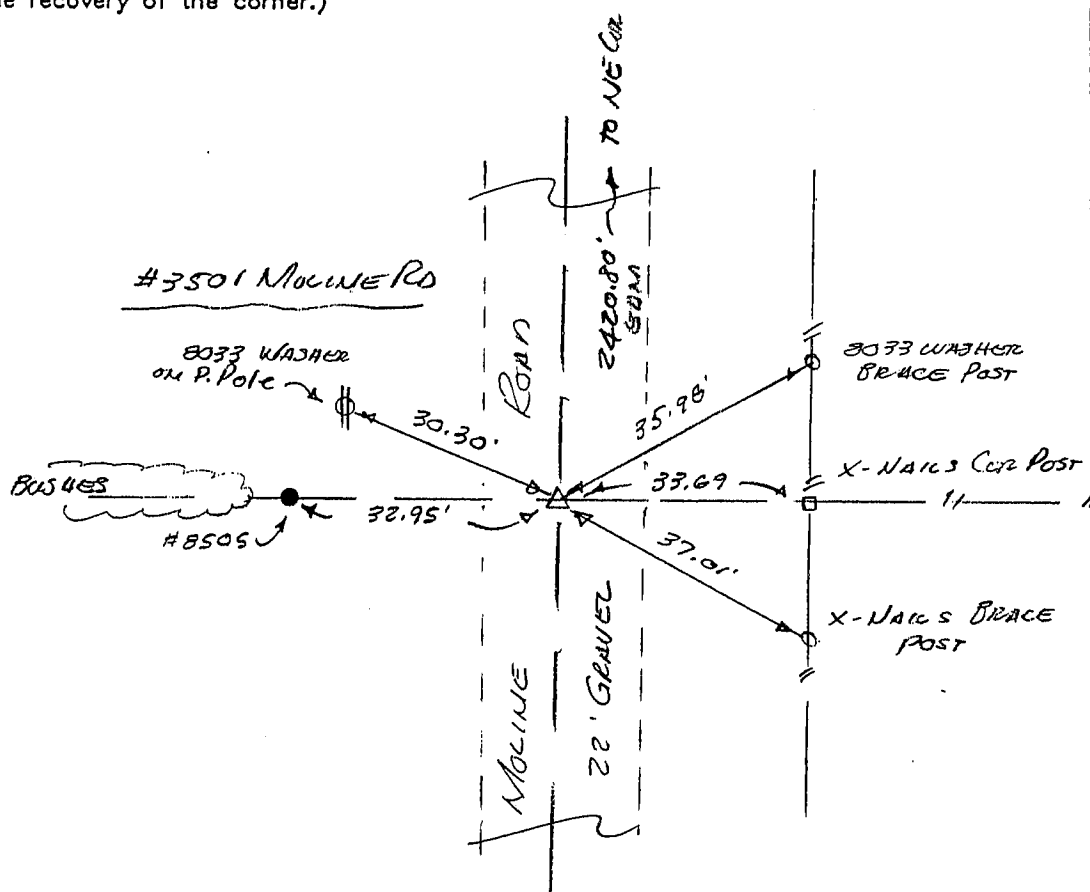 e recovery of the corner.)
TO NE Cor
2420.80'
EDM
#3501 MOLINE RD
8033 WASHER
ON P. Pole
30.30'
ROAD
35.98'
8033 WASHER
BRACE POST
BUSHES
#8505
32.95'
33.69
X-NAILS COR POST
37.01'
X-NAILS BRACE
POST
MOLINE
22' GRAVEL